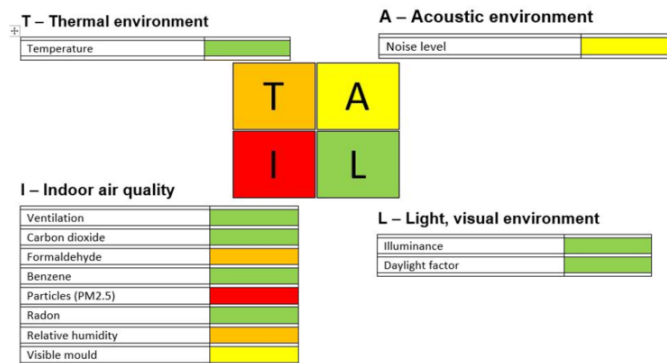 T – Thermal environment
Temperature
A – Acoustic environment
Noise level
T A
I L
I – Indoor air quality
Ventilation
Carbon dioxide
Formaldehyde
Benzene
Particles (PM2.5)
Radon
Relative humidity
Visible mould
L – Light, visual environment
Illuminance
Daylight factor